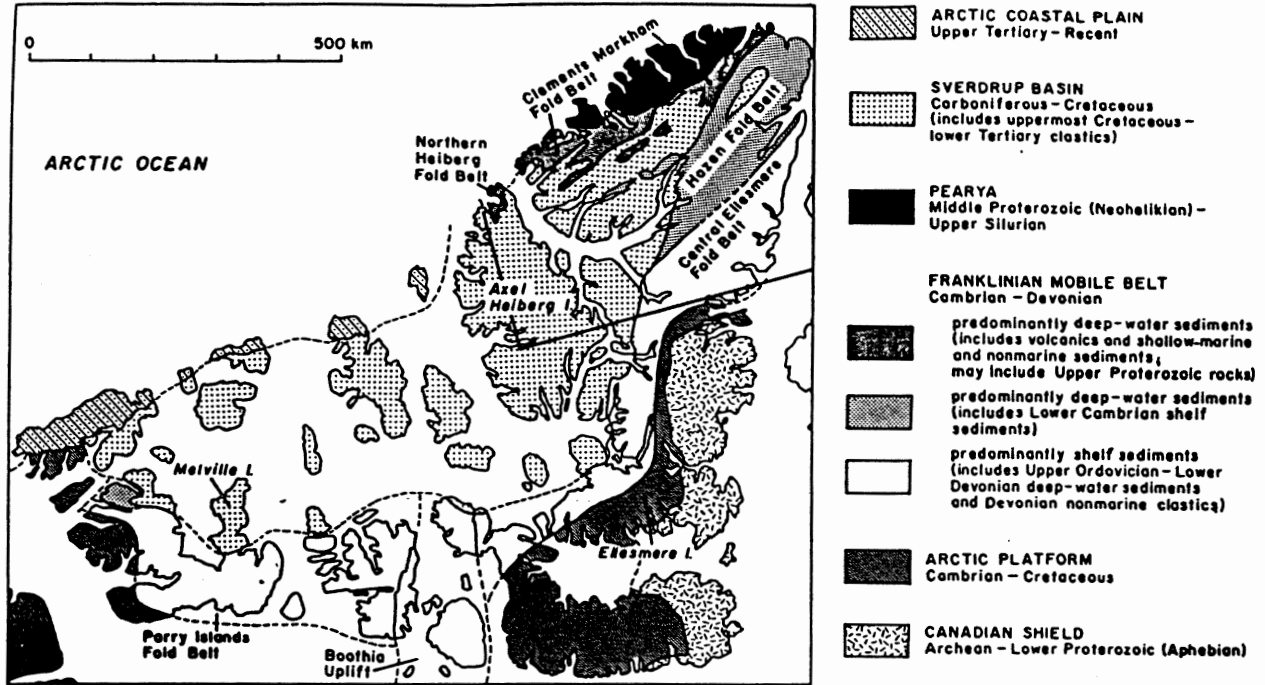 0
500 km
ARCTIC OCEAN
Clements Markham
Fold Belt
Northern
Heiberg
Fold Belt
Hazen Fold Belt
Central Ellesmere
Fold Belt
Axel
Heiberg I.
Melville I.
Ellesmere I.
Parry Islands
Fold Belt
Boothia
Uplift
ARCTIC COASTAL PLAIN
Upper Tertiary – Recent
SVERDRUP BASIN
Carboniferous – Cretaceous
(includes uppermost Cretaceous –
lower Tertiary clastics)
PEARYA
Middle Proterozoic (Neohelikian) –
Upper Silurian
FRANKLINIAN MOBILE BELT
Cambrian – Devonian
predominantly deep-water sediments
(includes volcanics and shallow-marine
and nonmarine sediments;
may include Upper Proterozoic rocks)
predominantly deep-water sediments
(includes Lower Cambrian shelf
sediments)
predominantly shelf sediments
(includes Upper Ordovician – Lower
Devonian deep-water sediments
and Devonian nonmarine clastics)
ARCTIC PLATFORM
Cambrian – Cretaceous
CANADIAN SHIELD
Archean – Lower Proterozoic (Aphebian)